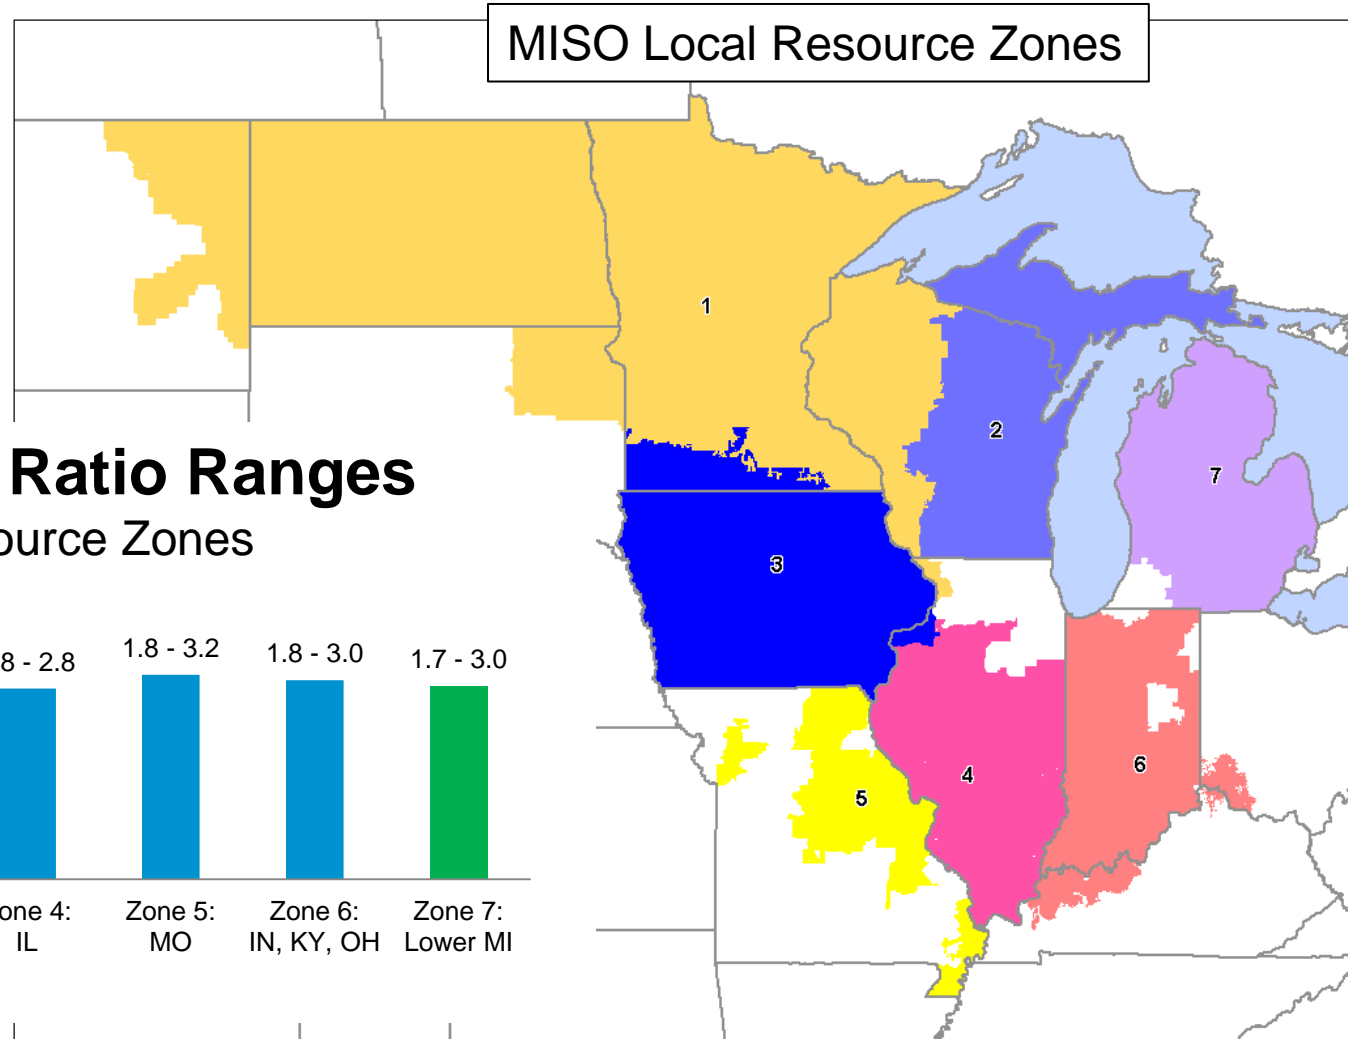 MISO Local Resource Zones
1
2
7
Ratio Ranges
ource Zones
3
8 - 2.8
1.8 - 3.2
1.8 - 3.0
1.7 - 3.0
4
6
5
one 4:
IL
Zone 5:
MO
Zone 6:
IN, KY, OH
Zone 7:
Lower MI